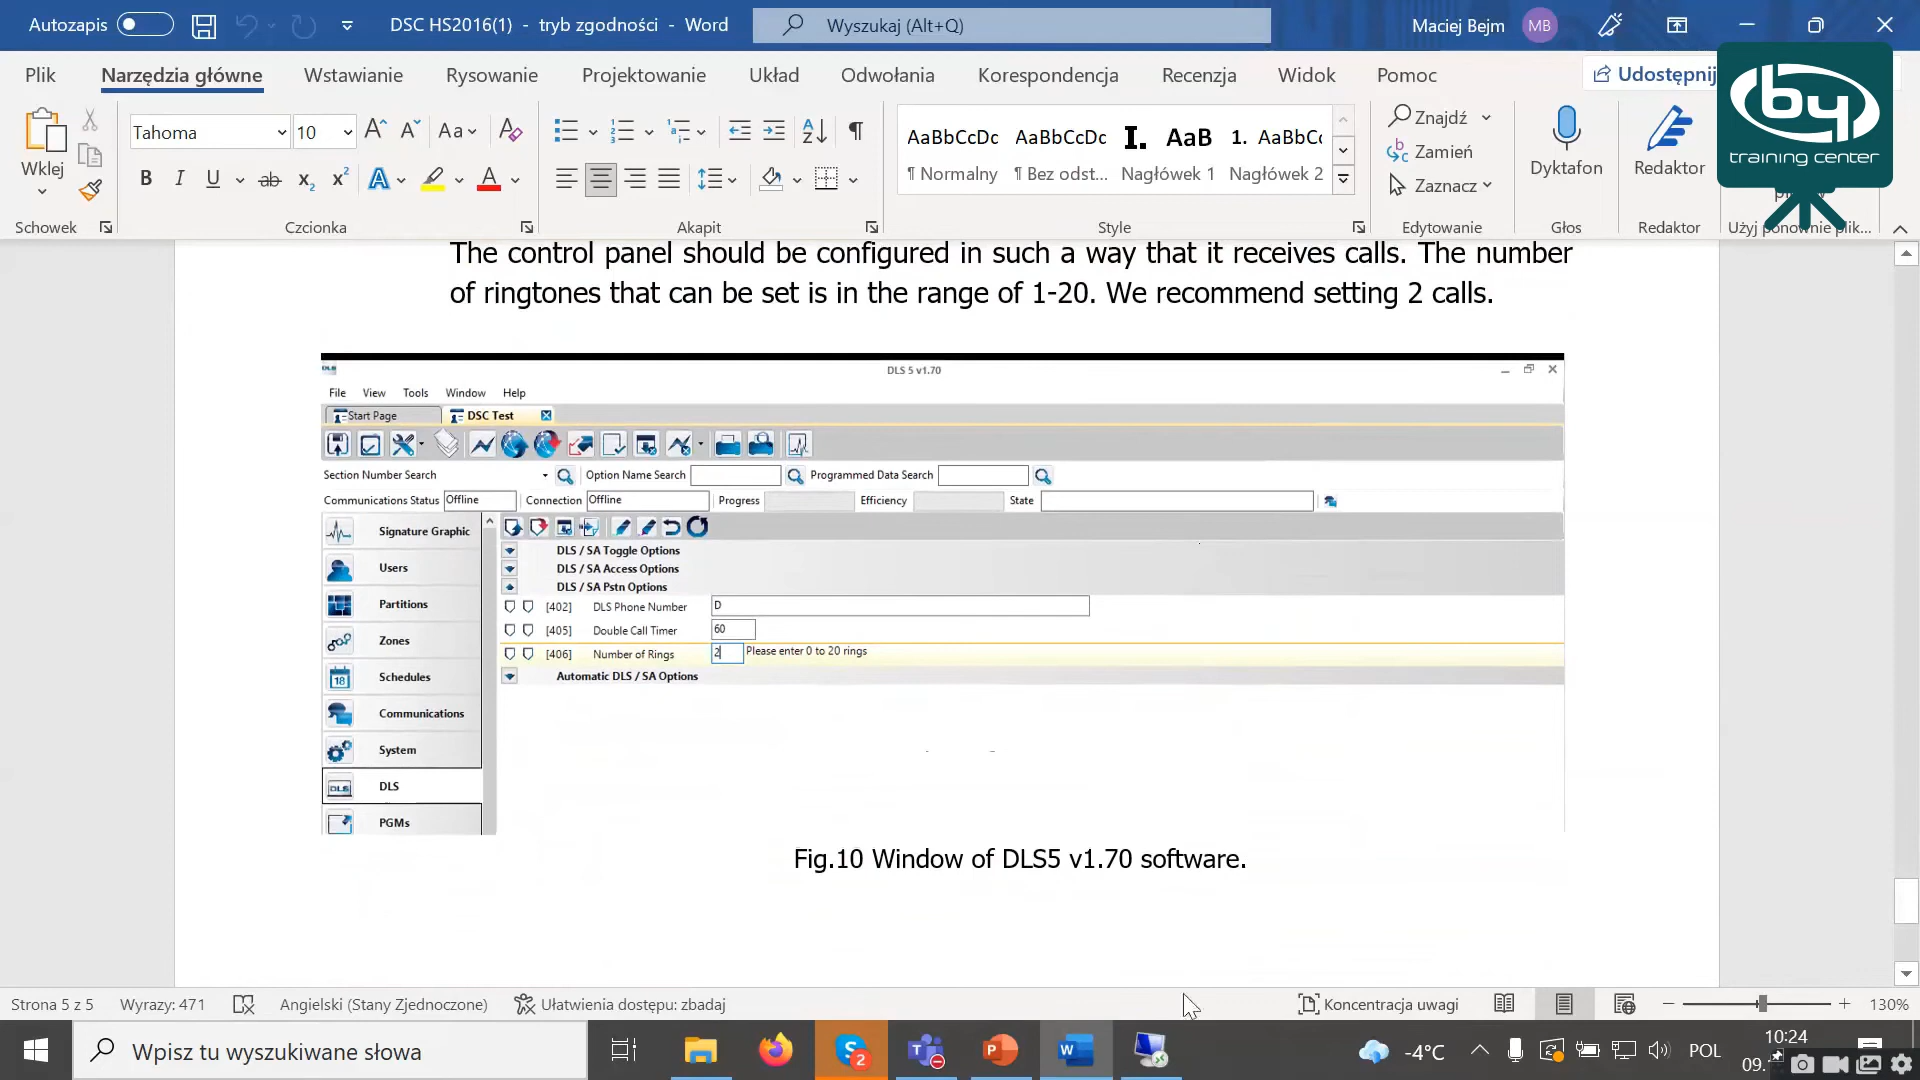 Autozapis
DSC HS2016(1) - tryb zgodności - Word
Wyszukaj (Alt+Q)
Maciej Bejm
MB
Plik
Narzędzia główne
Wstawianie
Rysowanie
Projektowanie
Układ
Odwołania
Korespondencja
Recenzja
Widok
Pomoc
Udostępnij
by
training center
Tahoma
10
Wklej
AaBbCcDc
AaBbCcDc
I. AaB
1. AaBbCc
¶ Normalny
¶ Bez odst...
Nagłówek 1
Nagłówek 2
Znajdź
Zamień
Zaznacz
Dyktafon
Redaktor
Schowek
Czcionka
Akapit
Style
Edytowanie
Głos
Redaktor
Użyj ponownie plik...
The control panel should be configured in such a way that it receives calls. The number
of ringtones that can be set is in the range of 1-20. We recommend setting 2 calls.
DLS
DLS 5 v1.70
File View Tools Window Help
Start Page
DSC Test
Section Number Search
Option Name Search
Programmed Data Search
Communications Status Offline
Connection Offline
Progress
Efficiency
State
Signature Graphic
Users
Partitions
Zones
18 Schedules
Communications
System
DLS DLS
PGMs
DLS / SA Toggle Options
DLS / SA Access Options
DLS / SA Pstn Options
[402] DLS Phone Number D
[405] Double Call Timer 60
[406] Number of Rings 2 Please enter 0 to 20 rings
Automatic DLS / SA Options
Fig.10 Window of DLS5 v1.70 software.
Strona 5 z 5
Wyrazy: 471
Angielski (Stany Zjednoczone)
Ułatwienia dostępu: zbadaj
Koncentracja uwagi
130%
Wpisz tu wyszukiwane słowa
2
-4°C
POL
10:24
09.